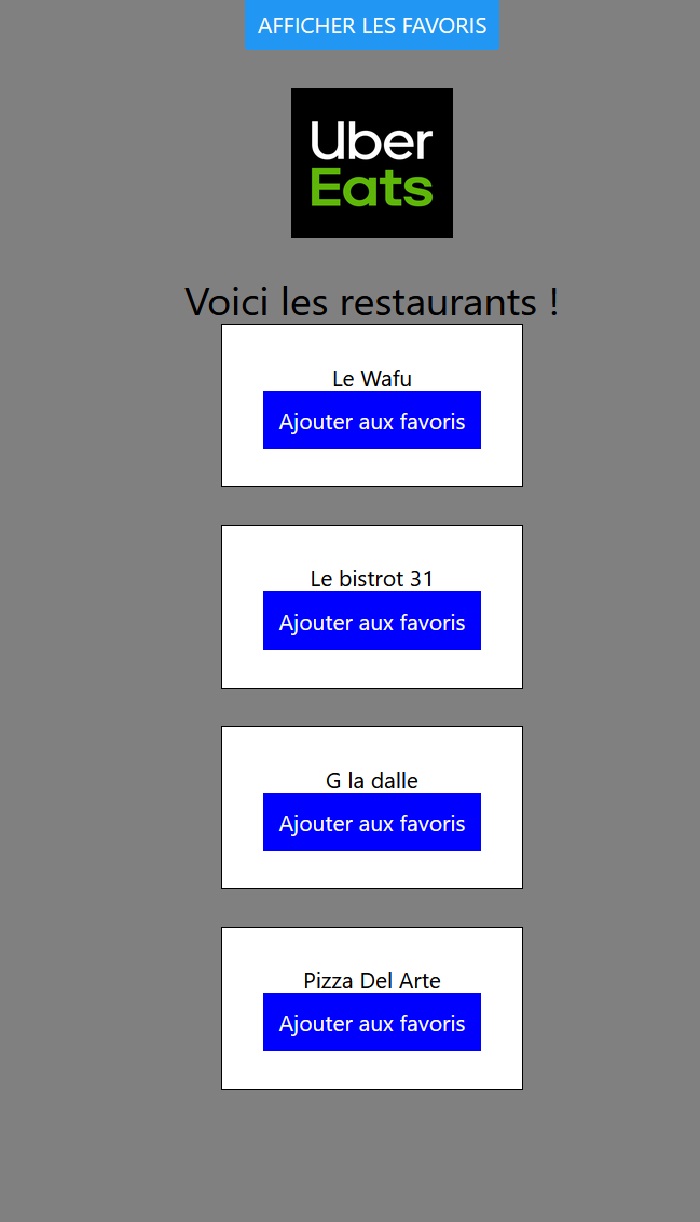 AFFICHER LES FAVORIS
Uber
Eats
Voici les restaurants !
Le Wafu
Ajouter aux favoris
Le bistrot 31
Ajouter aux favoris
G la dalle
Ajouter aux favoris
Pizza Del Arte
Ajouter aux favoris